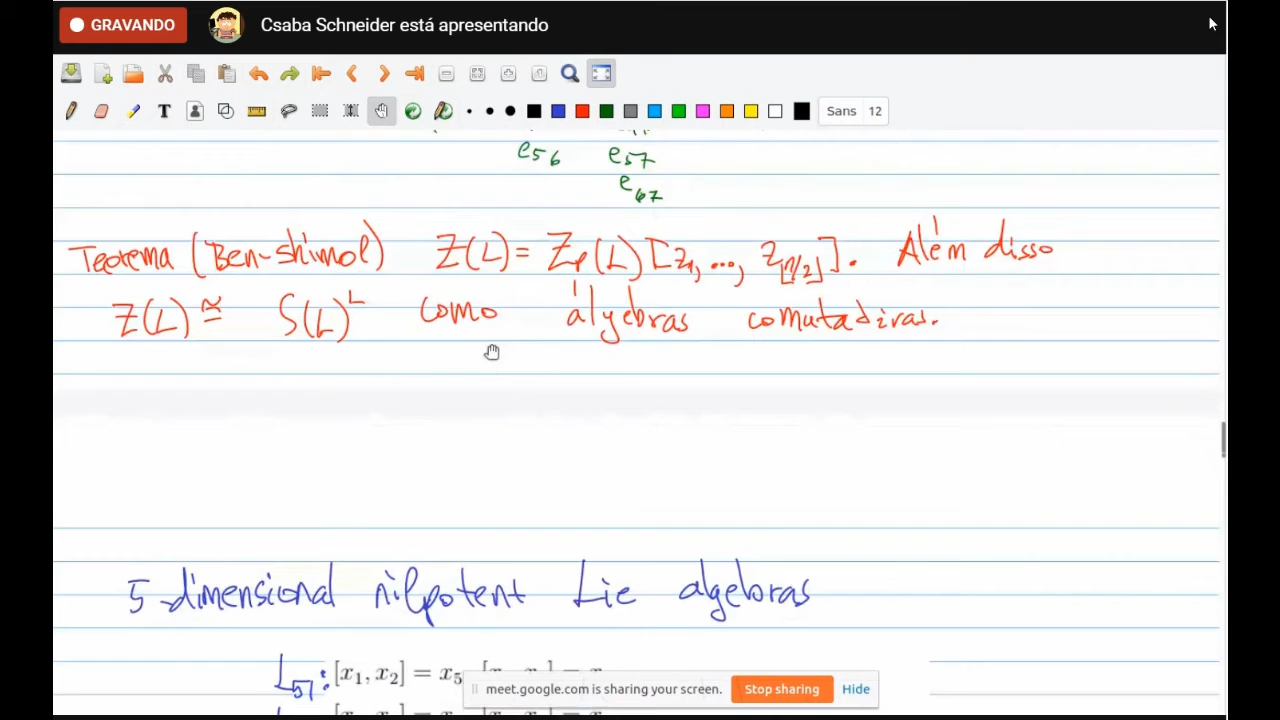 GRAVANDO
Csaba Schneider está apresentando
Sans 12
e56 e57
e67
Teorema (Ben-shimol) Z(L) = Zp(L)[z1, ..., z[n/2]]. Além disso
Z(L) ≅ S(L)^L como álgebras comutativas.
5-dimensional nilpotent Lie algebras
L51: [x1, x2] = x5
meet.google.com is sharing your screen. Stop sharing Hide